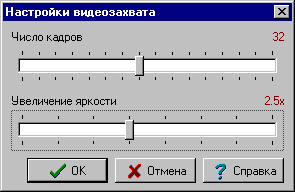 Настройки видеозахвата
Число кадров 32
Увеличение яркости 2.5x
OK Отмена Справка